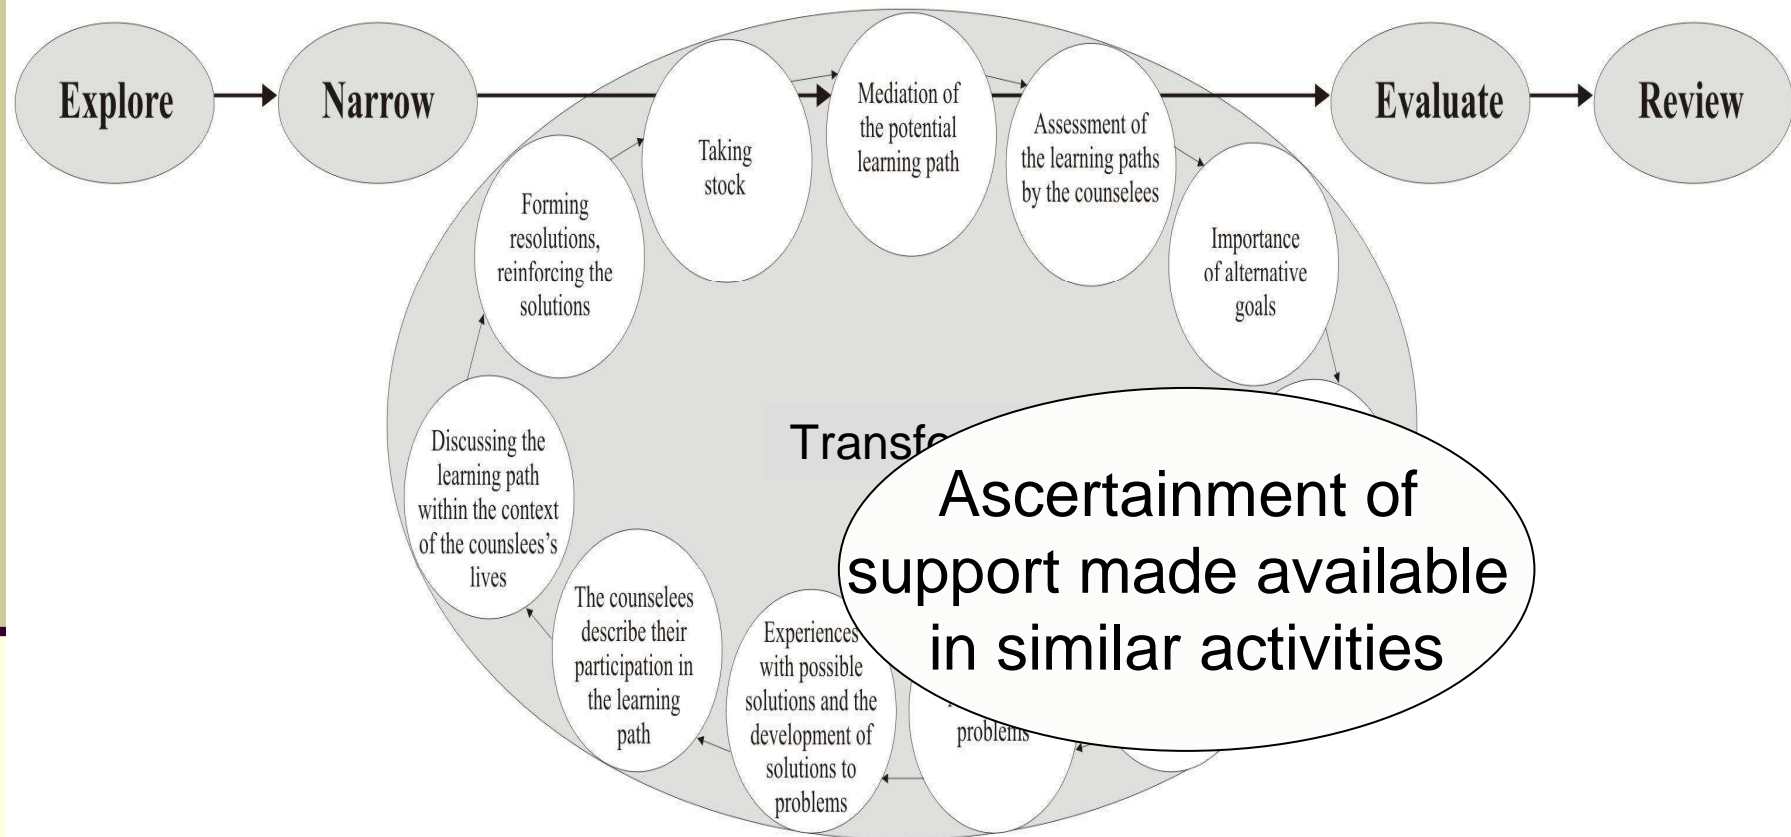 Explore
Narrow
Taking
stock
Mediation of
the potential
learning path
Assessment of
the learning paths
by the counselees
Evaluate
Review
Forming
resolutions,
reinforcing the
solutions
Importance
of alternative
goals
Discussing the
learning path
within the context
of the counslees’s
lives
Ascertainment of
support made available
in similar activities
The counselees
describe their
participation in
the learning
path
Experiences
with possible
solutions and the
development of
solutions to
problems
problems